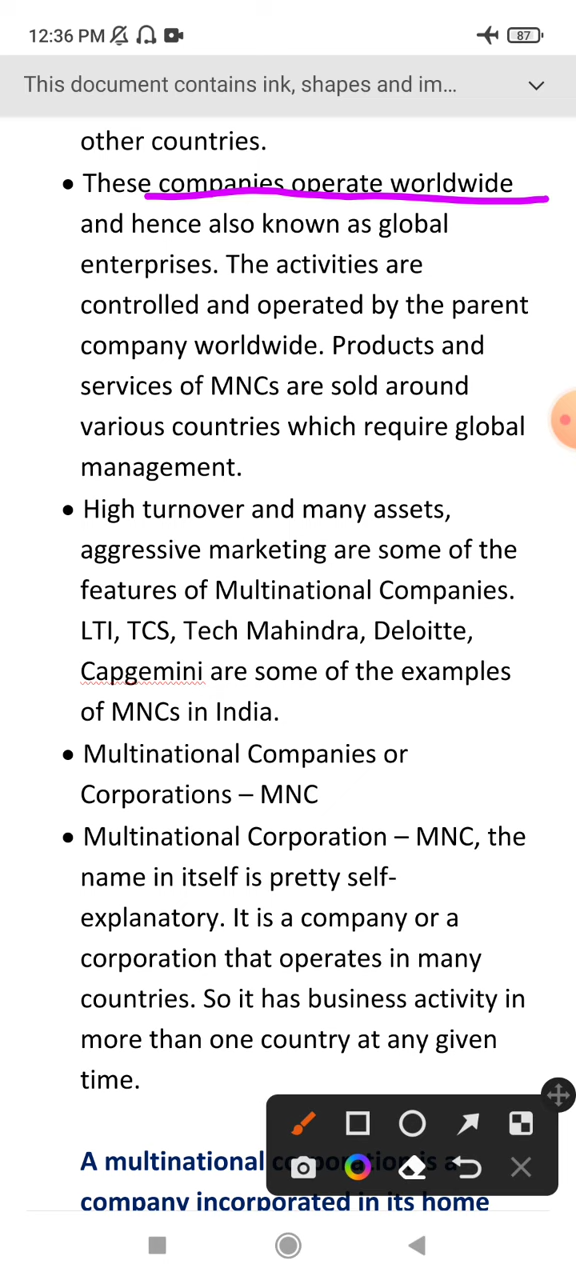 12:36 PM 87
This document contains ink, shapes and im...
other countries.
• These companies operate worldwide
and hence also known as global
enterprises. The activities are
controlled and operated by the parent
company worldwide. Products and
services of MNCs are sold around
various countries which require global
management.
• High turnover and many assets,
aggressive marketing are some of the
features of Multinational Companies.
LTI, TCS, Tech Mahindra, Deloitte,
Capgemini are some of the examples
of MNCs in India.
• Multinational Companies or
Corporations – MNC
• Multinational Corporation – MNC, the
name in itself is pretty self-
explanatory. It is a company or a
corporation that operates in many
countries. So it has business activity in
more than one country at any given
time.
A multinational corporation is a
company incorporated in its home